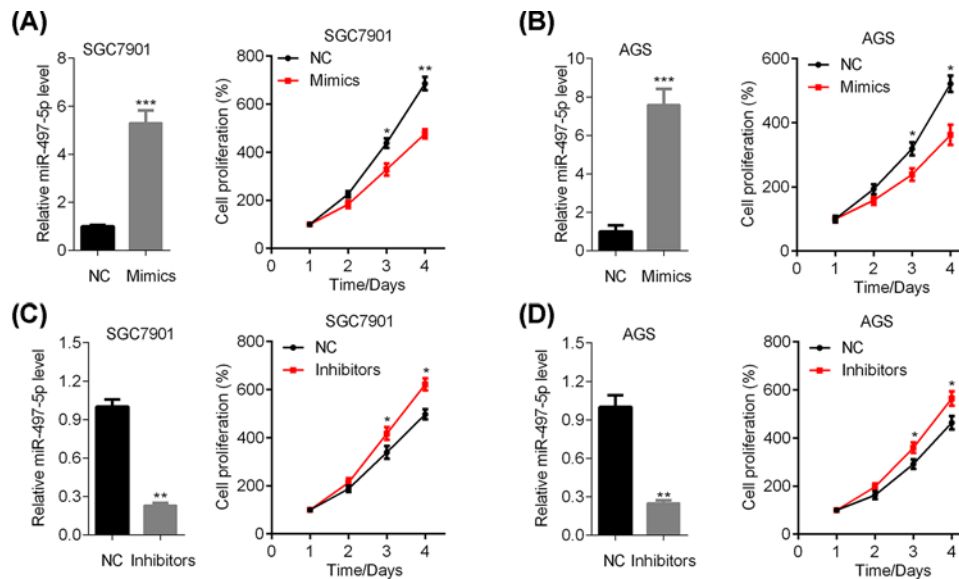 (A)
SGC7901
Relative miR-497-5p level
8
6
4
2
0
***
NC Mimics
SGC7901
Cell proliferation (%)
800
600
400
200
0
NC
Mimics
*
**
0 1 2 3 4
Time/Days
(B)
AGS
Relative miR-497-5p level
10
8
6
4
2
0
***
NC Mimics
AGS
Cell proliferation (%)
600
400
200
0
NC
Mimics
*
*
0 1 2 3 4
Time/Days
(C)
SGC7901
Relative miR-497-5p level
1.5
1.2
0.9
0.6
0.3
0.0
**
NC Inhibitors
SGC7901
Cell proliferation (%)
800
600
400
200
0
NC
Inhibitors
*
*
0 1 2 3 4
Time/Days
(D)
AGS
Relative miR-497-5p level
1.5
1.2
0.9
0.6
0.3
0.0
**
NC Inhibitors
AGS
Cell proliferation (%)
800
600
400
200
0
NC
Inhibitors
*
*
0 1 2 3 4
Time/Days